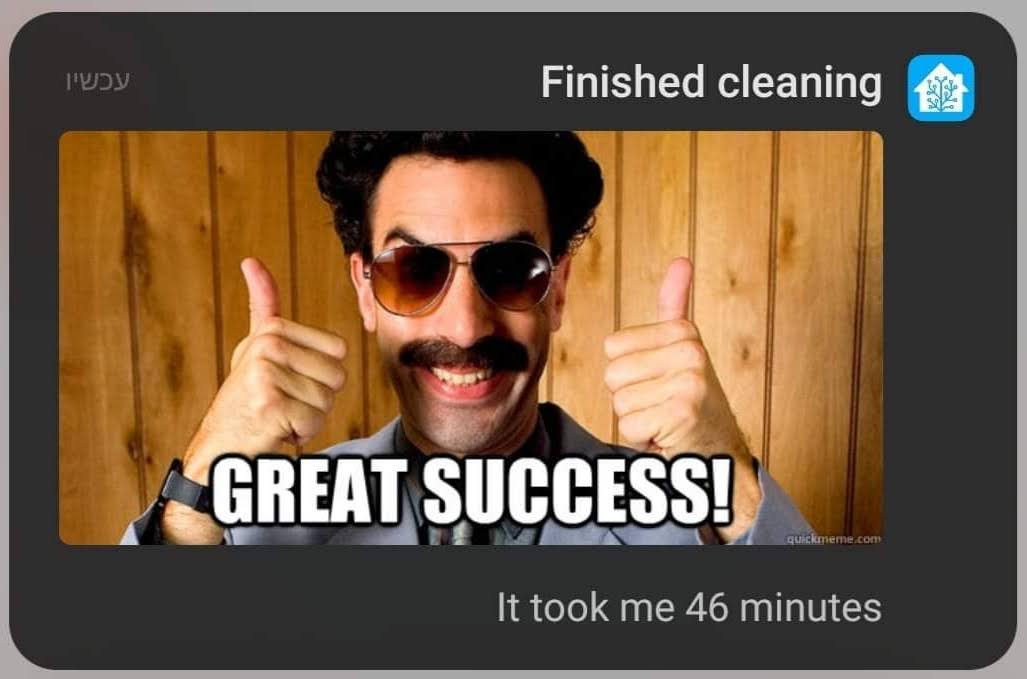 Finished cleaning
עכשיו
GREAT SUCCESS!
quickmeme.com
It took me 46 minutes